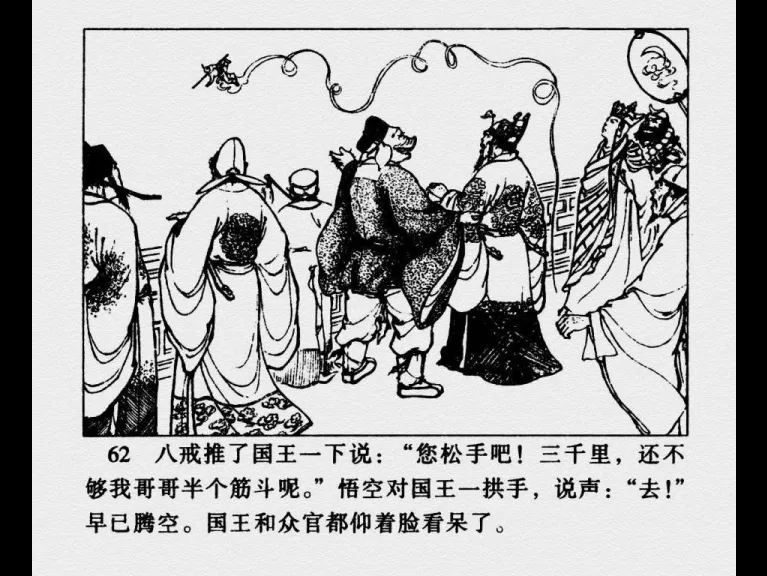 62 八戒推了国王一下说：“您松手吧！三千里，还不
够我哥哥半个筋斗呢。”悟空对国王一拱手，说声：“去！”
早已腾空。国王和众官都仰着脸看呆了。